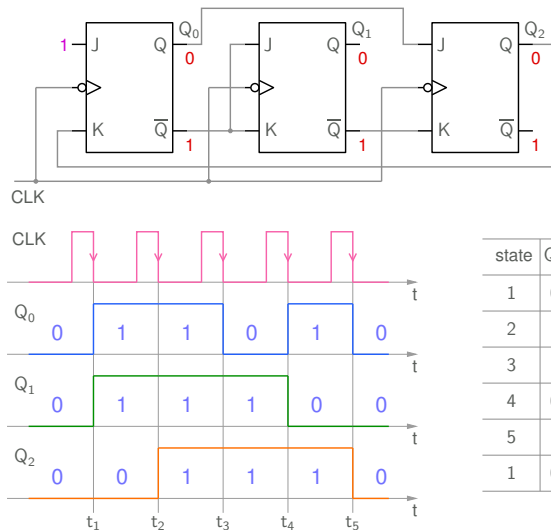 Q0 Q1 Q2
1 J Q J Q J Q
0 0 0
K Q̅ K Q̅ K Q̅
1 1 1
CLK
CLK
t
Q0
0 1 1 0 1 0
t
Q1
0 1 1 1 0 0
t
Q2
0 0 1 1 1 0
t
t1 t2 t3 t4 t5
state Q
1
2
3
4
5
1